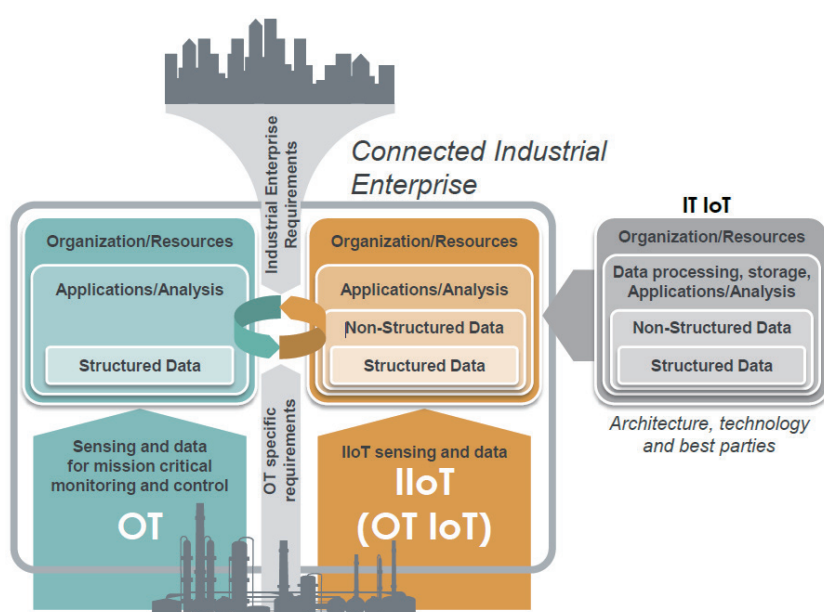 Connected Industrial
Enterprise
Industrial Enterprise
Requirements
Organization/Resources
Applications/Analysis
Structured Data
Sensing and data
for mission critical
monitoring and control
OT
OT specific
requirements
Organization/Resources
Applications/Analysis
Non-Structured Data
Structured Data
IIoT sensing and data
IIoT
(OT IoT)
IT IoT
Organization/Resources
Data processing, storage,
Applications/Analysis
Non-Structured Data
Structured Data
Architecture, technology
and best parties